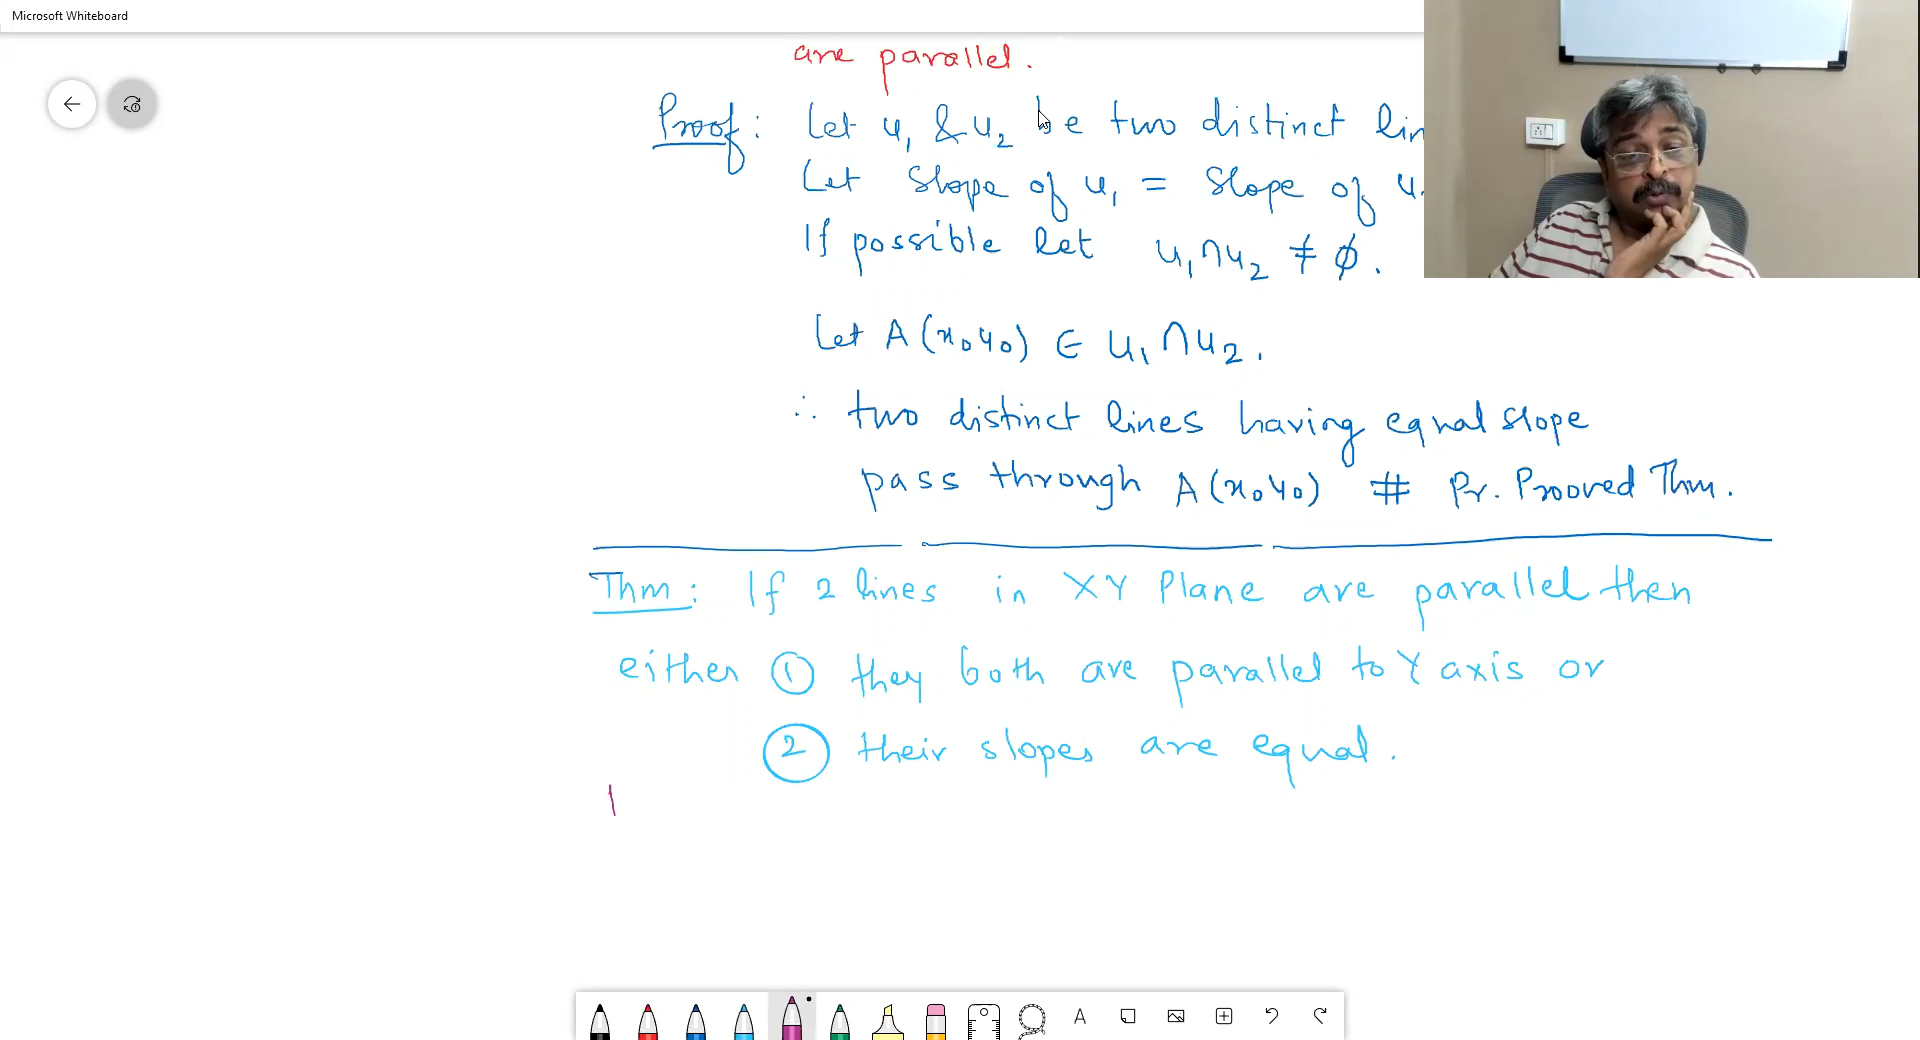 Microsoft Whiteboard
are parallel.
Proof: Let u₁ & u₂ be two distinct lin
Let Slope of u₁ = Slope of u
If possible let u₁∩u₂ ≠ ϕ.
Let A(x₀y₀) ∈ u₁∩u₂.
∴ two distinct lines having equal slope
pass through A(x₀y₀) # Pr. Prooved Thm.
Thm: If 2 lines in XY Plane are parallel then
either ① they both are parallel to Y axis or
② their slopes are equal.
A